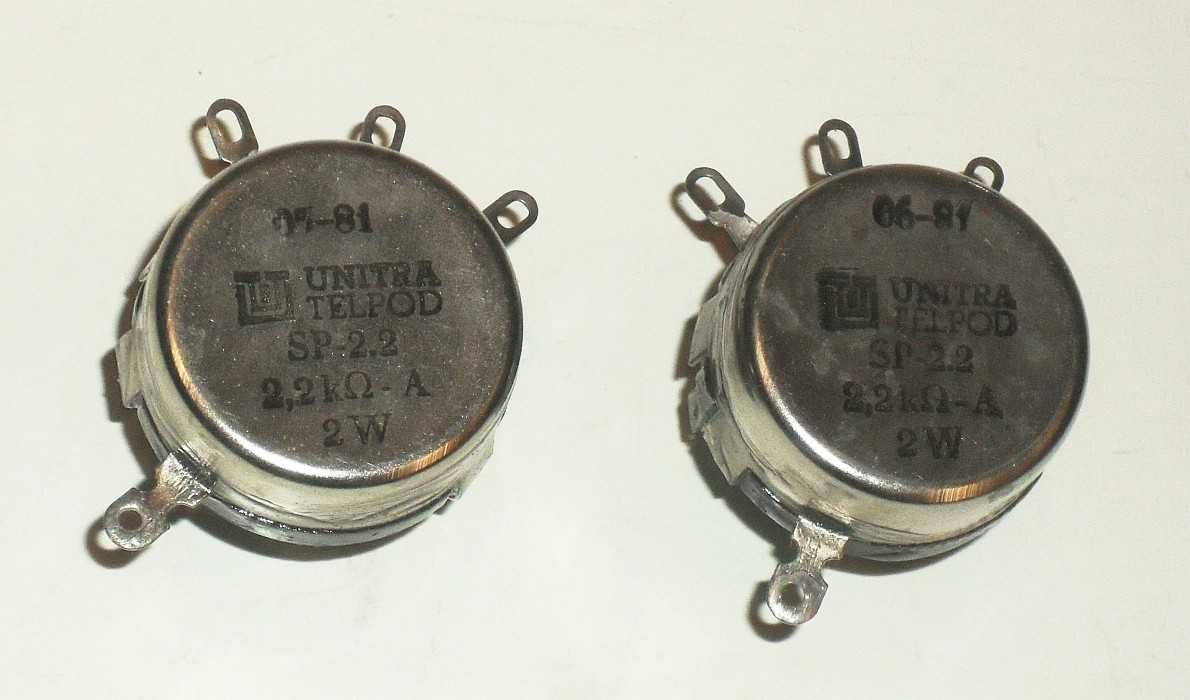 -81
UNITRA
TELPOD
SP-2.2
2,2kΩ-A
2W
06-81
UNITRA
TELPOD
SP-2.2
2,2kΩ-A
2W